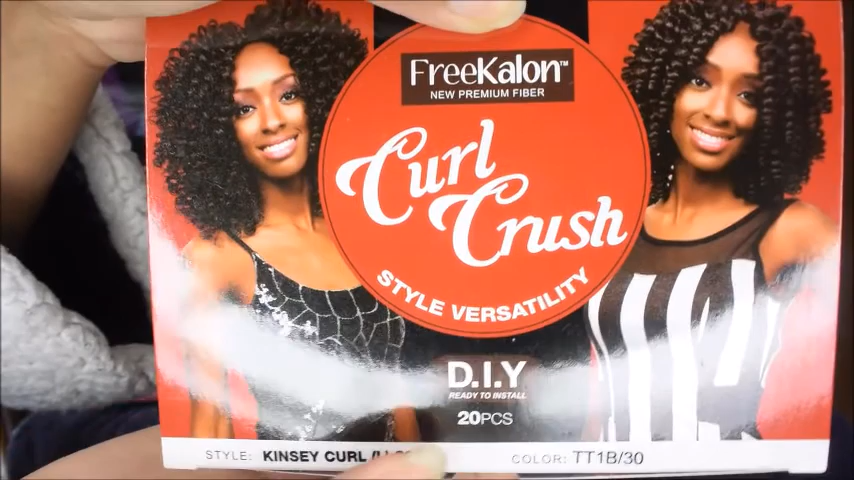 FreeKalon™
NEW PREMIUM FIBER
Curl
Crush
STYLE VERSATILITY
D.I.Y
READY TO INSTALL
20PCS
STYLE: KINSEY CURL
COLOR: TT1B/30